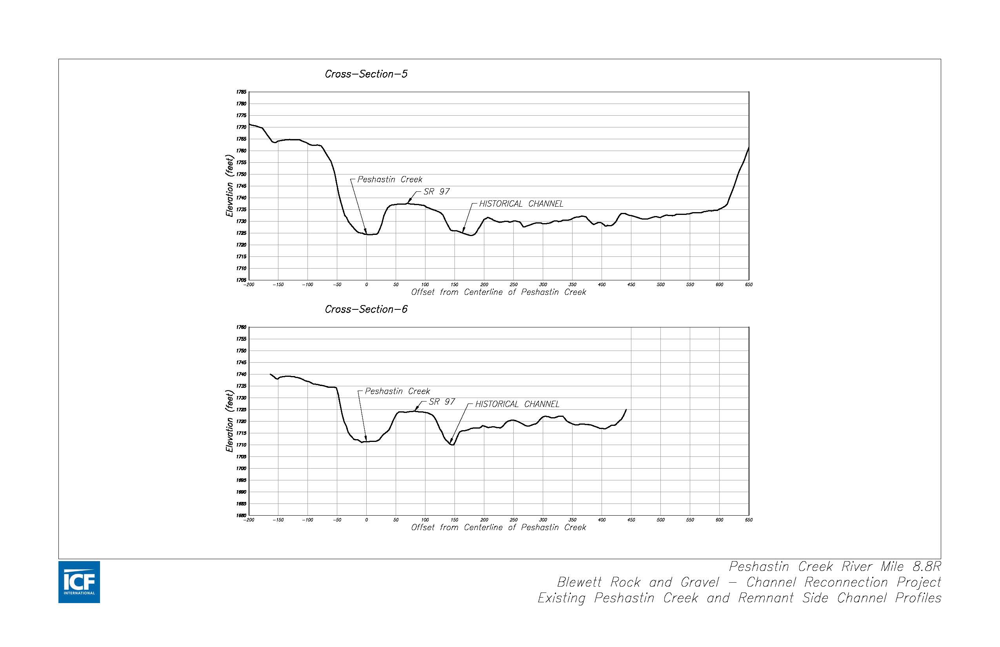 Cross-Section-5
1785
1780
1775
1770
1765
1760
1755
1750
1745
1740
1735
1730
1725
1720
1715
1710
1705
Elevation (feet)
Peshastin Creek
SR 97
HISTORICAL CHANNEL
-200 -150 -100 -50 0 50 100 150 200 250 300 350 400 450 500 550 600 650
Offset from Centerline of Peshastin Creek
Cross-Section-6
1760
1755
1750
1745
1740
1735
1730
1725
1720
1715
1710
1705
1700
1695
1690
1685
1680
Elevation (feet)
Peshastin Creek
SR 97
HISTORICAL CHANNEL
-200 -150 -100 -50 0 50 100 150 200 250 300 350 400 450 500 550 600 650
Offset from Centerline of Peshastin Creek
ICF
INTERNATIONAL
Peshastin Creek River Mile 8.8R
Blewett Rock and Gravel - Channel Reconnection Project
Existing Peshastin Creek and Remnant Side Channel Profiles